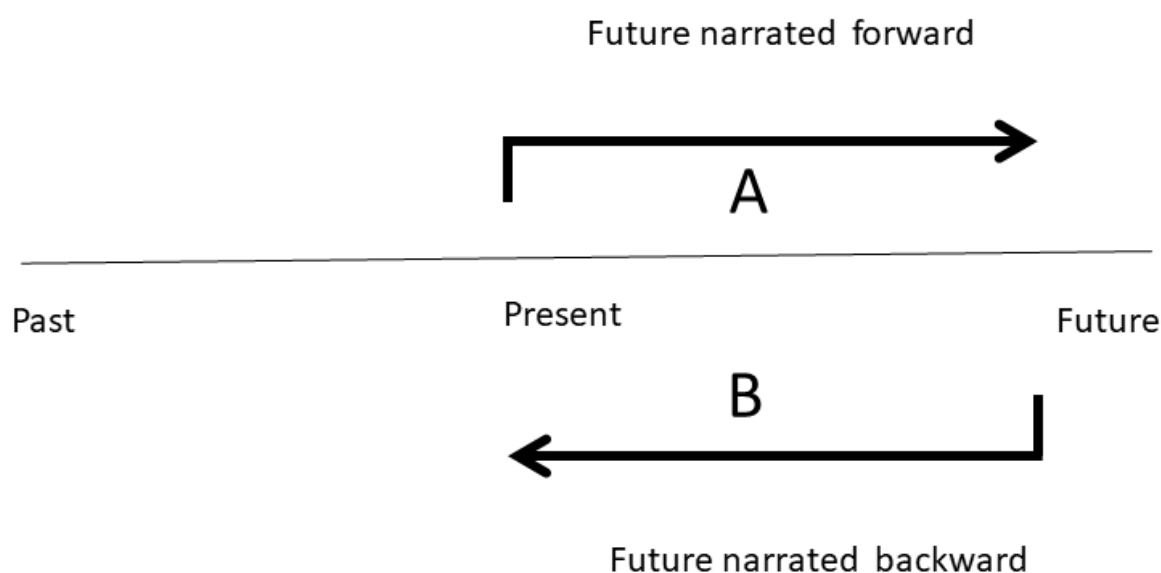 Future narrated forward
A
Past
Present
Future
B
Future narrated backward